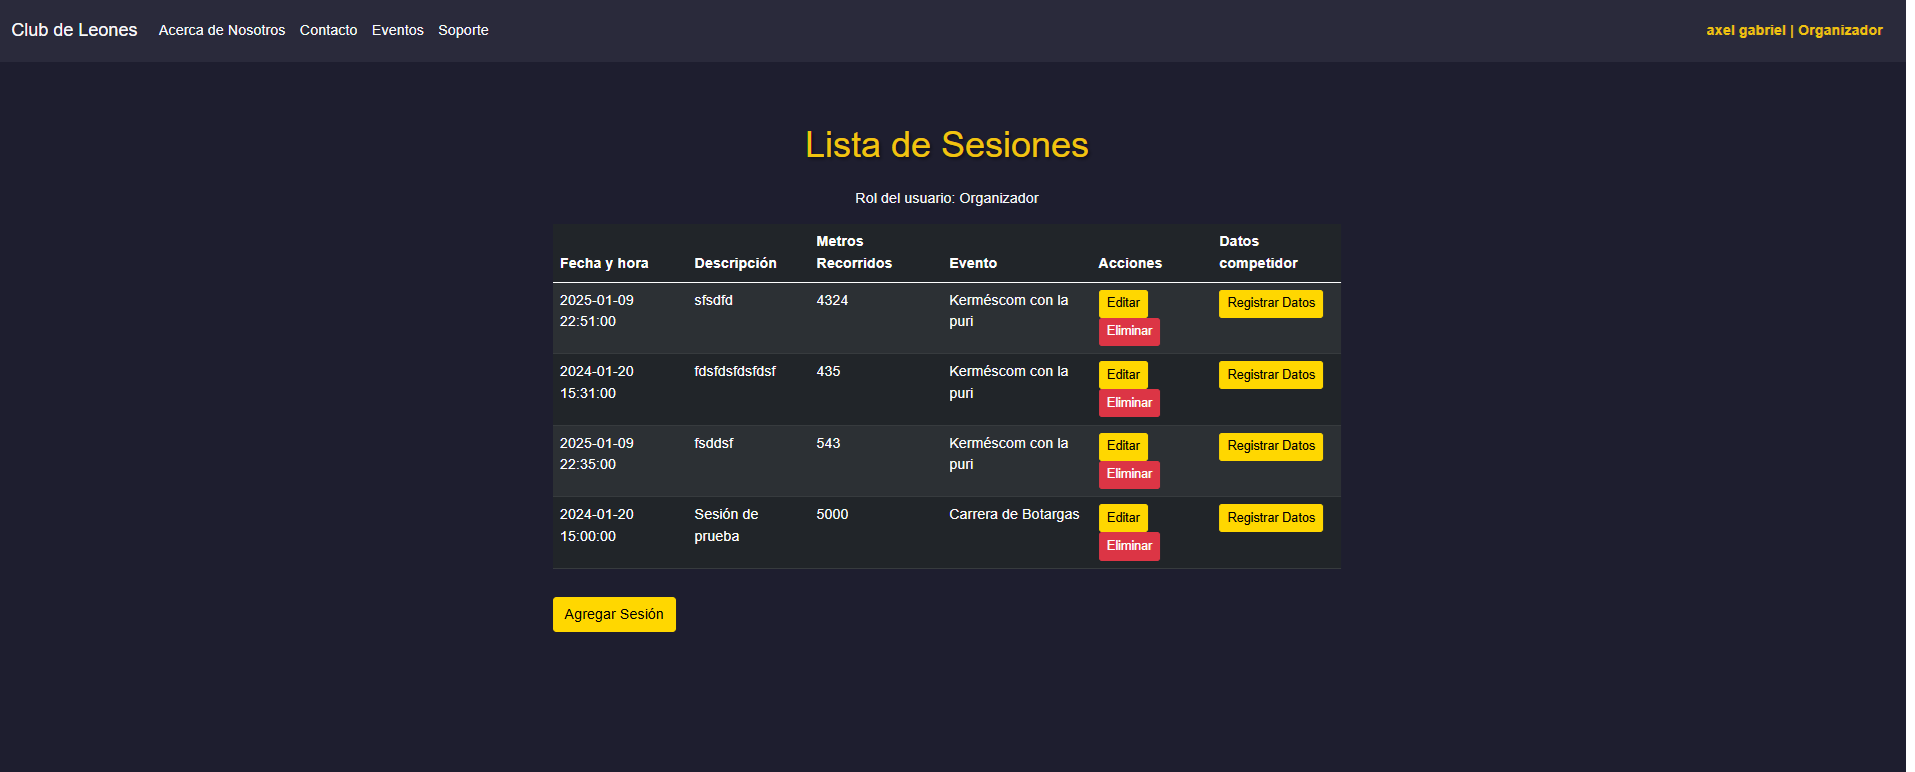 Club de Leones Acerca de Nosotros Contacto Eventos Soporte axel gabriel | Organizador
Lista de Sesiones
Rol del usuario: Organizador
Fecha y hora Descripción Metros Recorridos Evento Acciones Datos competidor
2025-01-09 22:51:00 sfsdfd 4324 Kerméscom con la puri Editar Eliminar Registrar Datos
2024-01-20 15:31:00 fdsfdsfdsfdsf 435 Kerméscom con la puri Editar Eliminar Registrar Datos
2025-01-09 22:35:00 fsddsf 543 Kerméscom con la puri Editar Eliminar Registrar Datos
2024-01-20 15:00:00 Sesión de prueba 5000 Carrera de Botargas Editar Eliminar Registrar Datos
Agregar Sesión